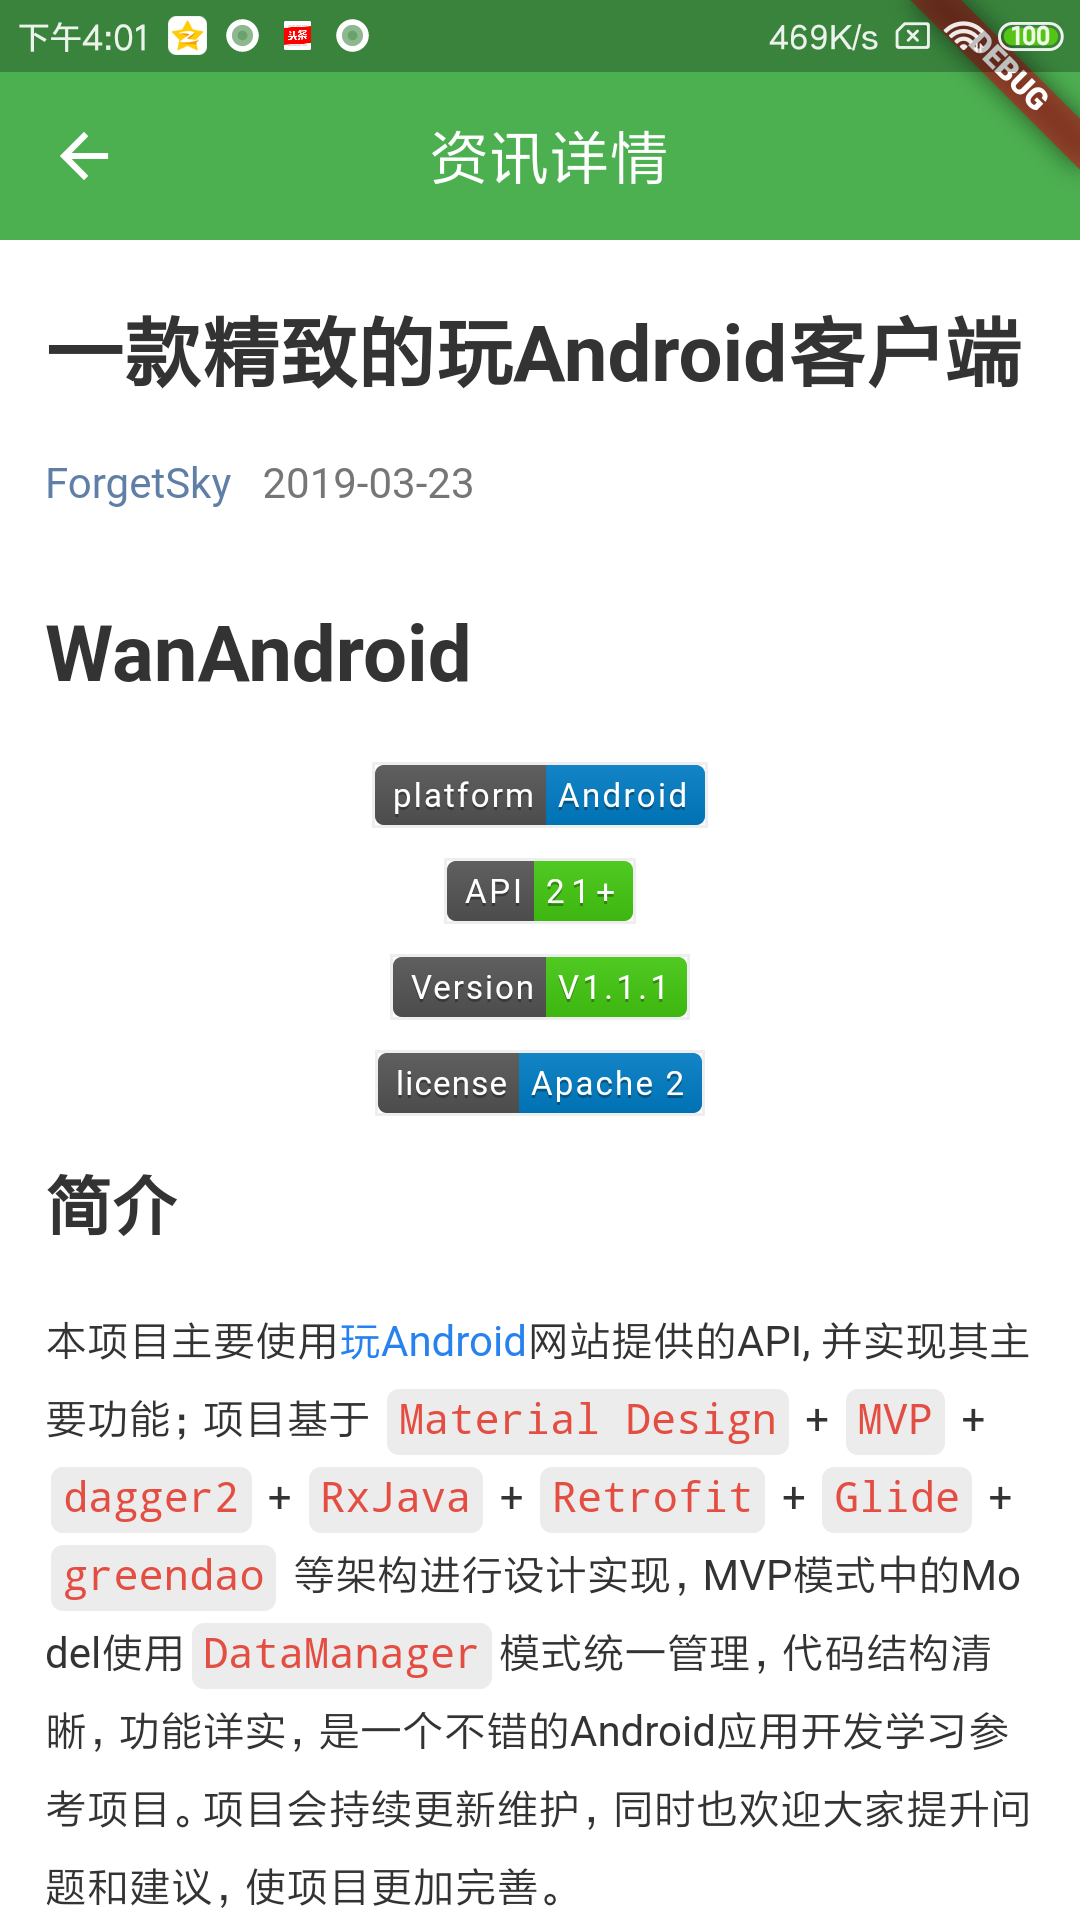 下午4:01
头条
469K/s
100
DEBUG
资讯详情
一款精致的玩Android客户端
ForgetSky 2019-03-23
WanAndroid
platform Android
API 21+
Version V1.1.1
license Apache 2
简介
本项目主要使用玩Android网站提供的API, 并实现其主
要功能；项目基于 Material Design + MVP +
dagger2 + RxJava + Retrofit + Glide +
greendao 等架构进行设计实现，MVP模式中的Mo
del使用 DataManager 模式统一管理，代码结构清
晰，功能详实，是一个不错的Android应用开发学习参
考项目。项目会持续更新维护，同时也欢迎大家提升问
题和建议，使项目更加完善。